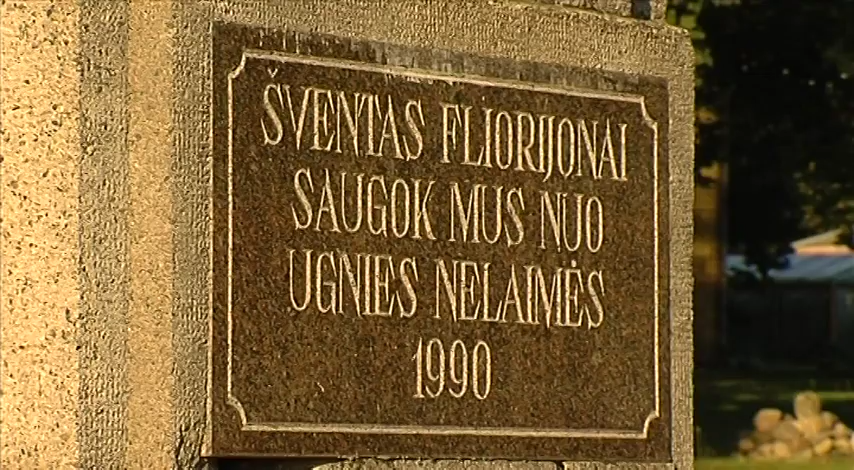 ŠVENTAS FLIORIJONAI
SAUGOK MUS NUO
UGNIES NELAIMĖS
1990